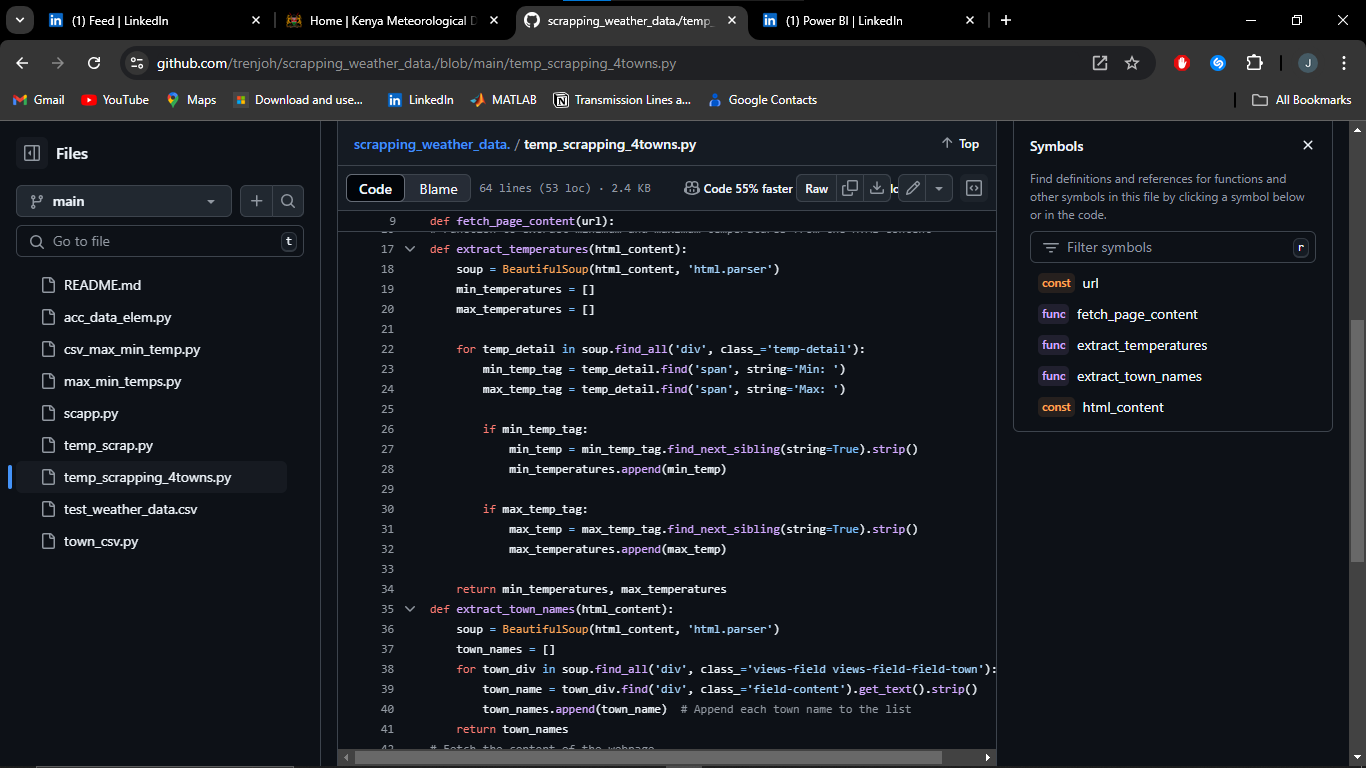 (1) Feed | LinkedIn
Home | Kenya Meteorological D
scrapping_weather_data./temp_
(1) Power BI | LinkedIn
github.com/trenjoh/scrapping_weather_data./blob/main/temp_scrapping_4towns.py
J
Gmail
YouTube
Maps
Download and use...
LinkedIn
MATLAB
Transmission Lines a...
Google Contacts
All Bookmarks
Files
main
Go to file
t
README.md
acc_data_elem.py
csv_max_min_temp.py
max_min_temps.py
scapp.py
temp_scrap.py
temp_scrapping_4towns.py
test_weather_data.csv
town_csv.py
scrapping_weather_data. / temp_scrapping_4towns.py
Top
Code
Blame
64 lines (53 loc) · 2.4 KB
Code 55% faster
Raw
9 def fetch_page_content(url):
17 def extract_temperatures(html_content):
18 soup = BeautifulSoup(html_content, 'html.parser')
19 min_temperatures = []
20 max_temperatures = []
21
22 for temp_detail in soup.find_all('div', class_='temp-detail'):
23 min_temp_tag = temp_detail.find('span', string='Min: ')
24 max_temp_tag = temp_detail.find('span', string='Max: ')
25
26 if min_temp_tag:
27 min_temp = min_temp_tag.find_next_sibling(string=True).strip()
28 min_temperatures.append(min_temp)
29
30 if max_temp_tag:
31 max_temp = max_temp_tag.find_next_sibling(string=True).strip()
32 max_temperatures.append(max_temp)
33
34 return min_temperatures, max_temperatures
35 def extract_town_names(html_content):
36 soup = BeautifulSoup(html_content, 'html.parser')
37 town_names = []
38 for town_div in soup.find_all('div', class_='views-field views-field-field-town'):
39 town_name = town_div.find('div', class_='field-content').get_text().strip()
40 town_names.append(town_name)  # Append each town name to the list
41 return town_names
42 # Fetch the content of the webpage
Symbols
Find definitions and references for functions and
other symbols in this file by clicking a symbol below
or in the code.
Filter symbols
r
const url
func fetch_page_content
func extract_temperatures
func extract_town_names
const html_content